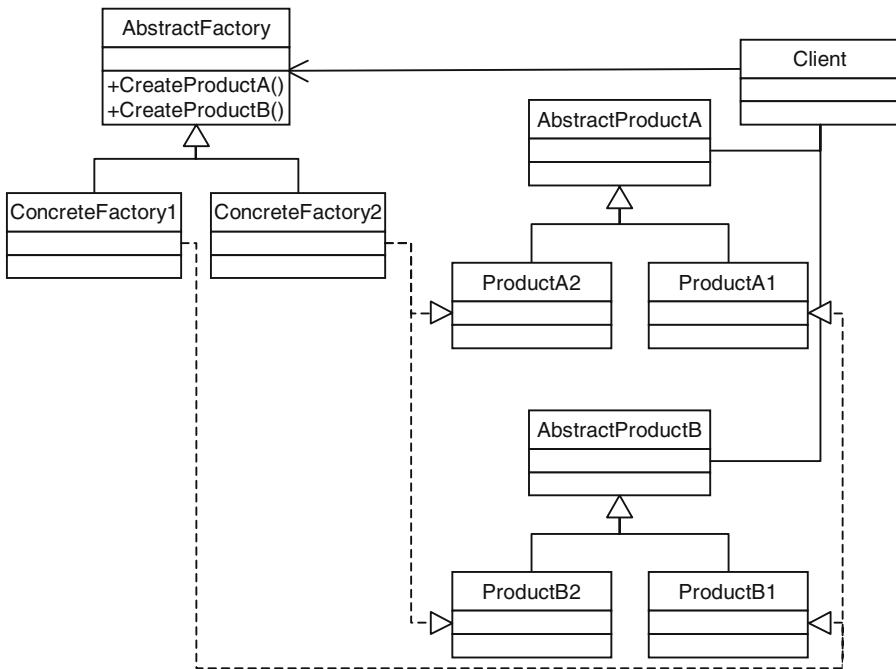 AbstractFactory
+CreateProductA()
+CreateProductB()
Client
AbstractProductA
ConcreteFactory1
ConcreteFactory2
ProductA2
ProductA1
AbstractProductB
ProductB2
ProductB1